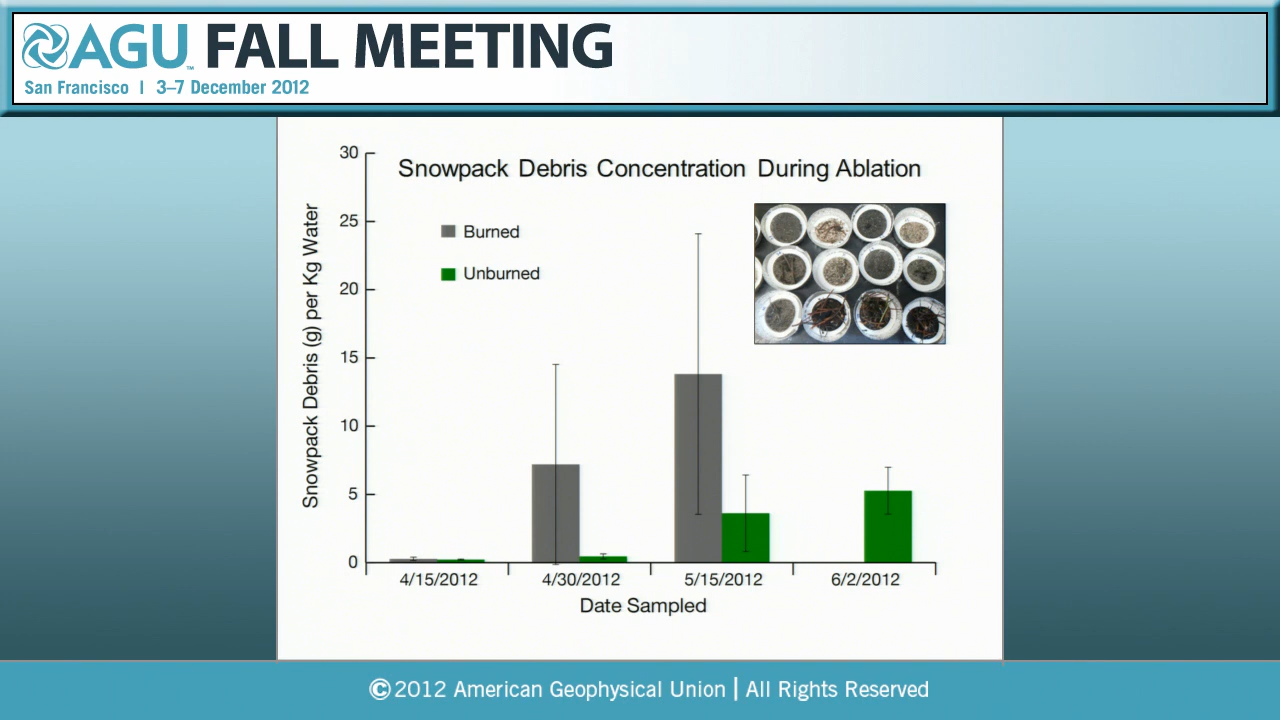 AGU™ FALL MEETING
San Francisco | 3–7 December 2012
Snowpack Debris Concentration During Ablation
Burned
Unburned
Snowpack Debris (g) per Kg Water
30
25
20
15
10
5
0
4/15/2012 4/30/2012 5/15/2012 6/2/2012
Date Sampled
©2012 American Geophysical Union | All Rights Reserved